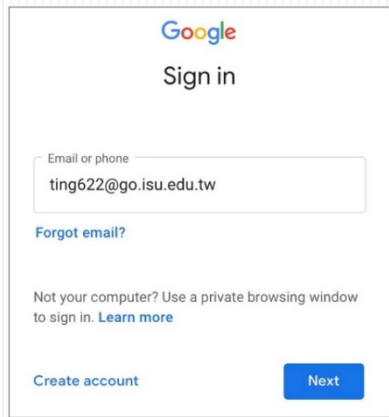 Google
Sign in
Email or phone
ting622@go.isu.edu.tw
Forgot email?
Not your computer? Use a private browsing window
to sign in. Learn more
Create account
Next